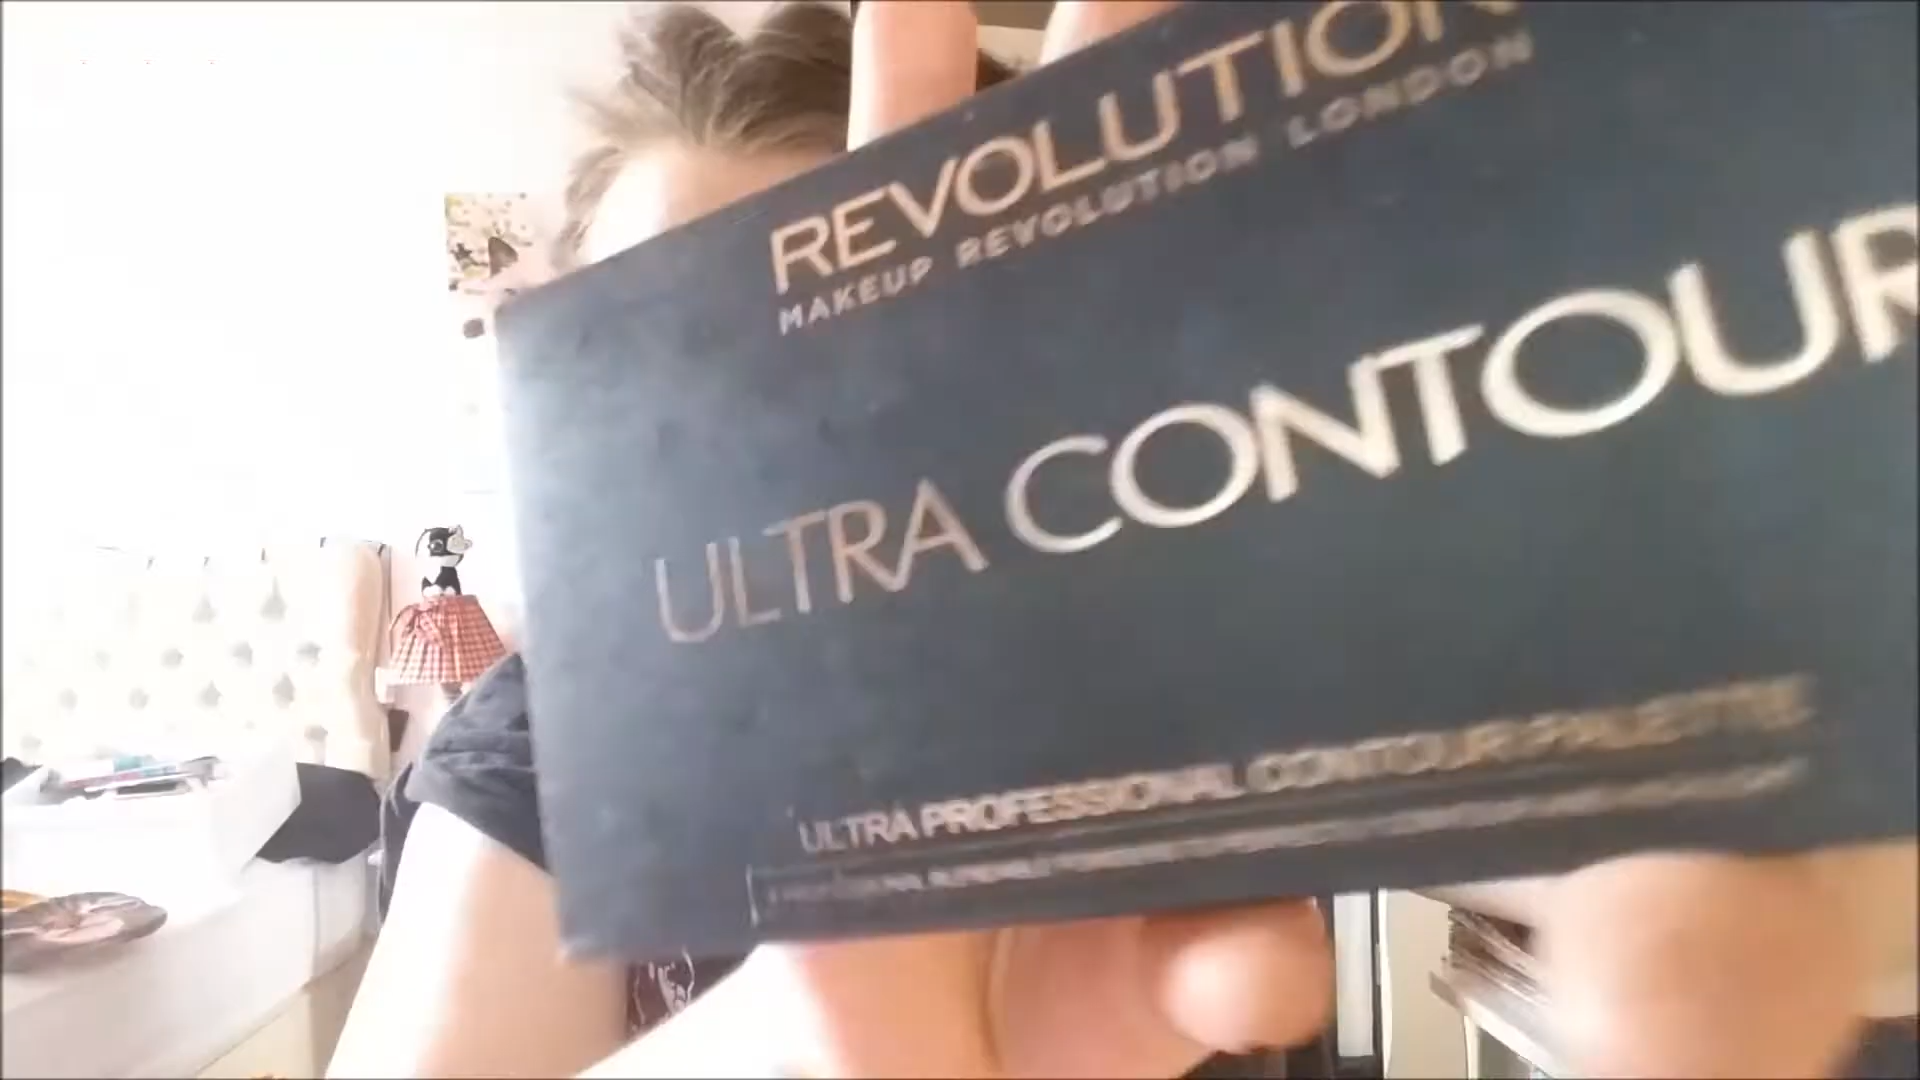 REVOLUTION
MAKEUP REVOLUTION LONDON
ULTRA CONTOUR
ULTRA PROFESSIONAL CONTOUR PALETTE